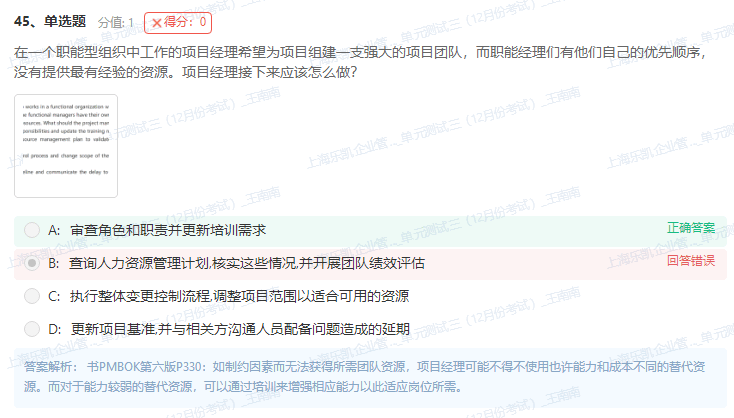 45、单选题 分值: 1 ✕得分：0
在一个职能型组织中工作的项目经理希望为项目组建一支强大的项目团队，而职能经理们有他们自己的优先顺序，
没有提供最有经验的资源。项目经理接下来应该怎么做?
works in a functional organization w
e functional managers have their own
sources. What should the project mar
ponsibilities and update the training n
source management plan to validat
nd process and change scope of the
eline and communicate the delay to
A: 审查角色和职责并更新培训需求 正确答案
B: 查询人力资源管理计划,核实这些情况,并开展团队绩效评估 回答错误
C: 执行整体变更控制流程,调整项目范围以适合可用的资源
D: 更新项目基准,并与相关方沟通人员配备问题造成的延期
答案解析： 书PMBOK第六版P330：如制约因素而无法获得所需团队资源，项目经理可能不得不使用也许能力和成本不同的替代资
源。而对于能力较弱的替代资源，可以通过培训来增强相应能力以此适应岗位所需。
上海乐凯企业管..._单元测试三（12月份考试）_王南南